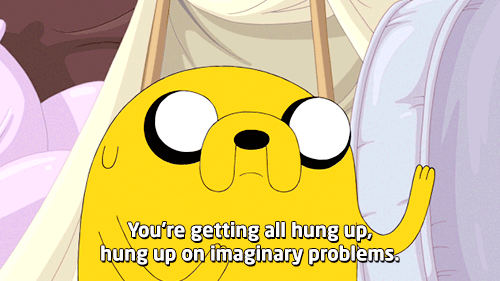 You're getting all hung up,
hung up on imaginary problems.